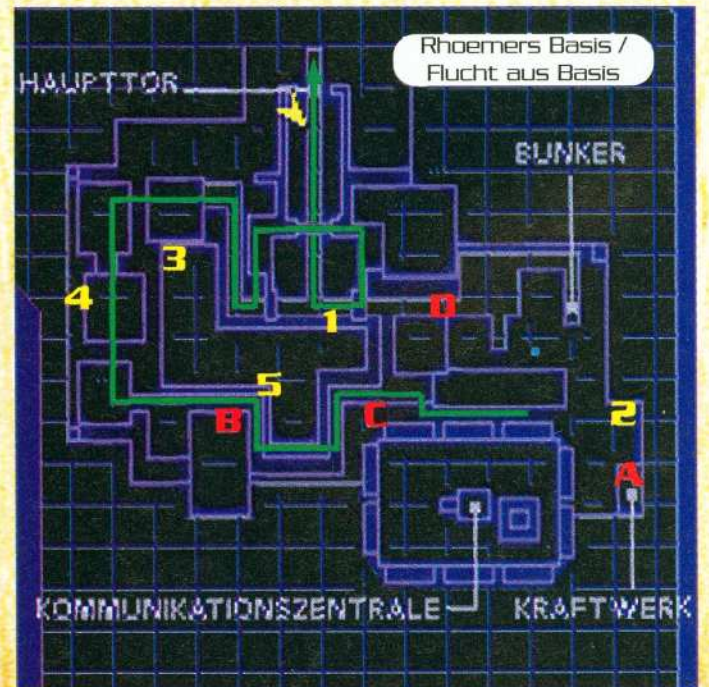 Rhoemers Basis /
Flucht aus Basis
HAUPTTOR
BUNKER
3
4
1
D
5
B
C
2
A
KOMMUNIKATIONSZENTRALE
KRAFTWERK